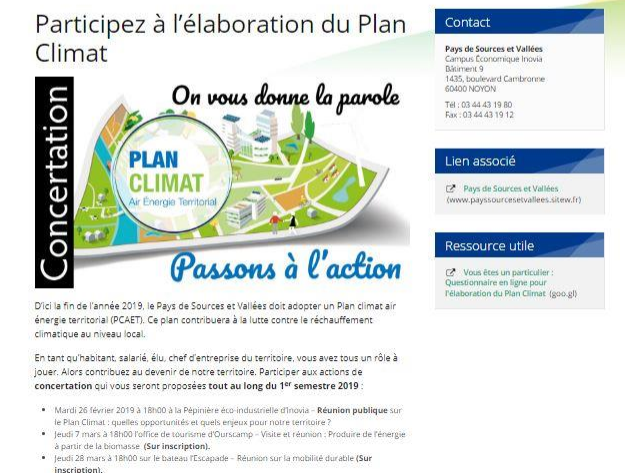 Participez à l'élaboration du Plan
Climat
Concertation
On vous donne la parole
PLAN
CLIMAT
Air Énergie Territorial
Passons à l'action
D'ici la fin de l'année 2019, le Pays de Sources et Vallées doit adopter un Plan climat air
énergie territorial (PCAET). Ce plan contribuera à la lutte contre le réchauffement
climatique au niveau local.
En tant qu'habitant, salarié, élu, chef d'entreprise du territoire, vous avez tous un rôle à
jouer. Alors contribuez au devenir de notre territoire. Participer aux actions de
concertation qui vous seront proposées tout au long du 1er semestre 2019 :
• Mardi 26 février 2019 à 18h00 à la Pépinière éco-industrielle d'Inovia – Réunion publique sur
le Plan Climat : quelles opportunités et quels enjeux pour notre territoire ?
• Jeudi 7 mars à 18h00 l'office de tourisme d'Ourscamp – Visite et réunion : Produire de l'énergie
à partir de la biomasse (Sur inscription).
• Jeudi 28 mars à 18h00 sur le bateau l'Escapade – Réunion sur la mobilité durable (Sur
inscription).
Contact
Pays de Sources et Vallées
Campus Économique Inovia
Bâtiment 9
1435, boulevard Cambronne
60400 NOYON
Tél : 03 44 43 19 80
Fax : 03 44 43 19 12
Lien associé
Pays de Sources et Vallées
(www.payssourcesetvallees.sitew.fr)
Ressource utile
Vous êtes un particulier :
Questionnaire en ligne pour
l'élaboration du Plan Climat (goo.gl)